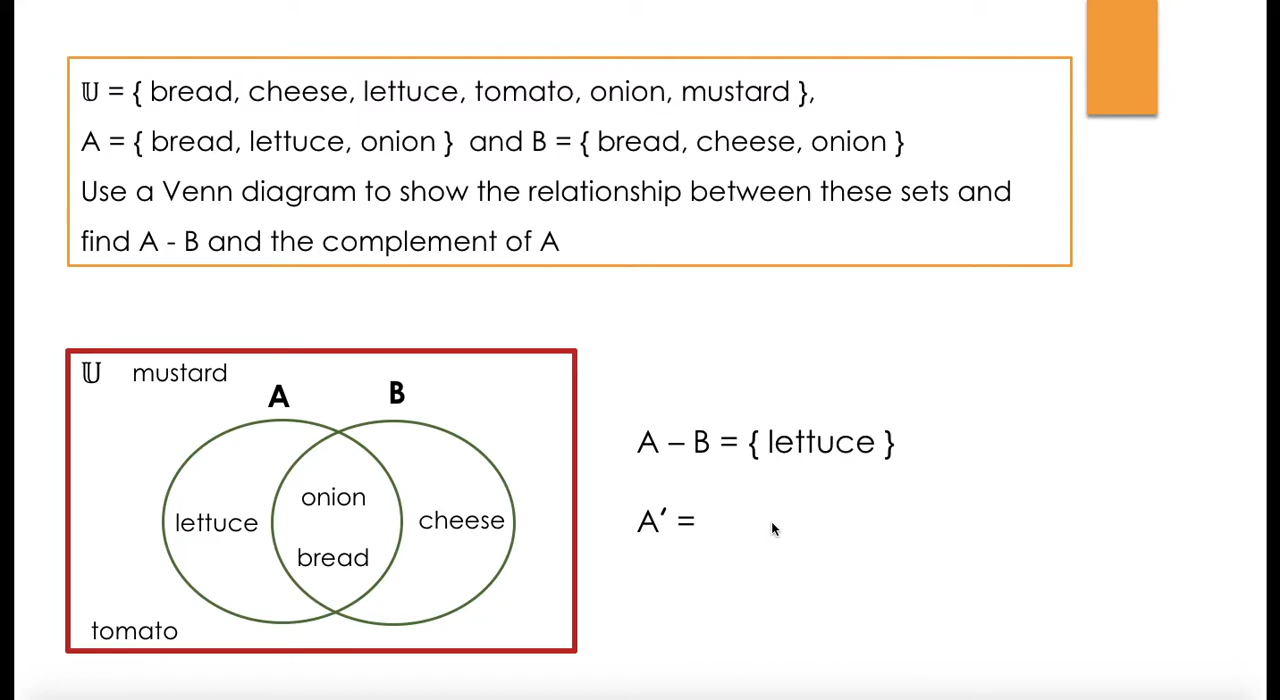 𝕌 = { bread, cheese, lettuce, tomato, onion, mustard },
A = { bread, lettuce, onion } and B = { bread, cheese, onion }
Use a Venn diagram to show the relationship between these sets and
find A - B and the complement of A
𝕌 mustard
A B
onion
lettuce cheese
bread
tomato
A – B = { lettuce }
A′ =